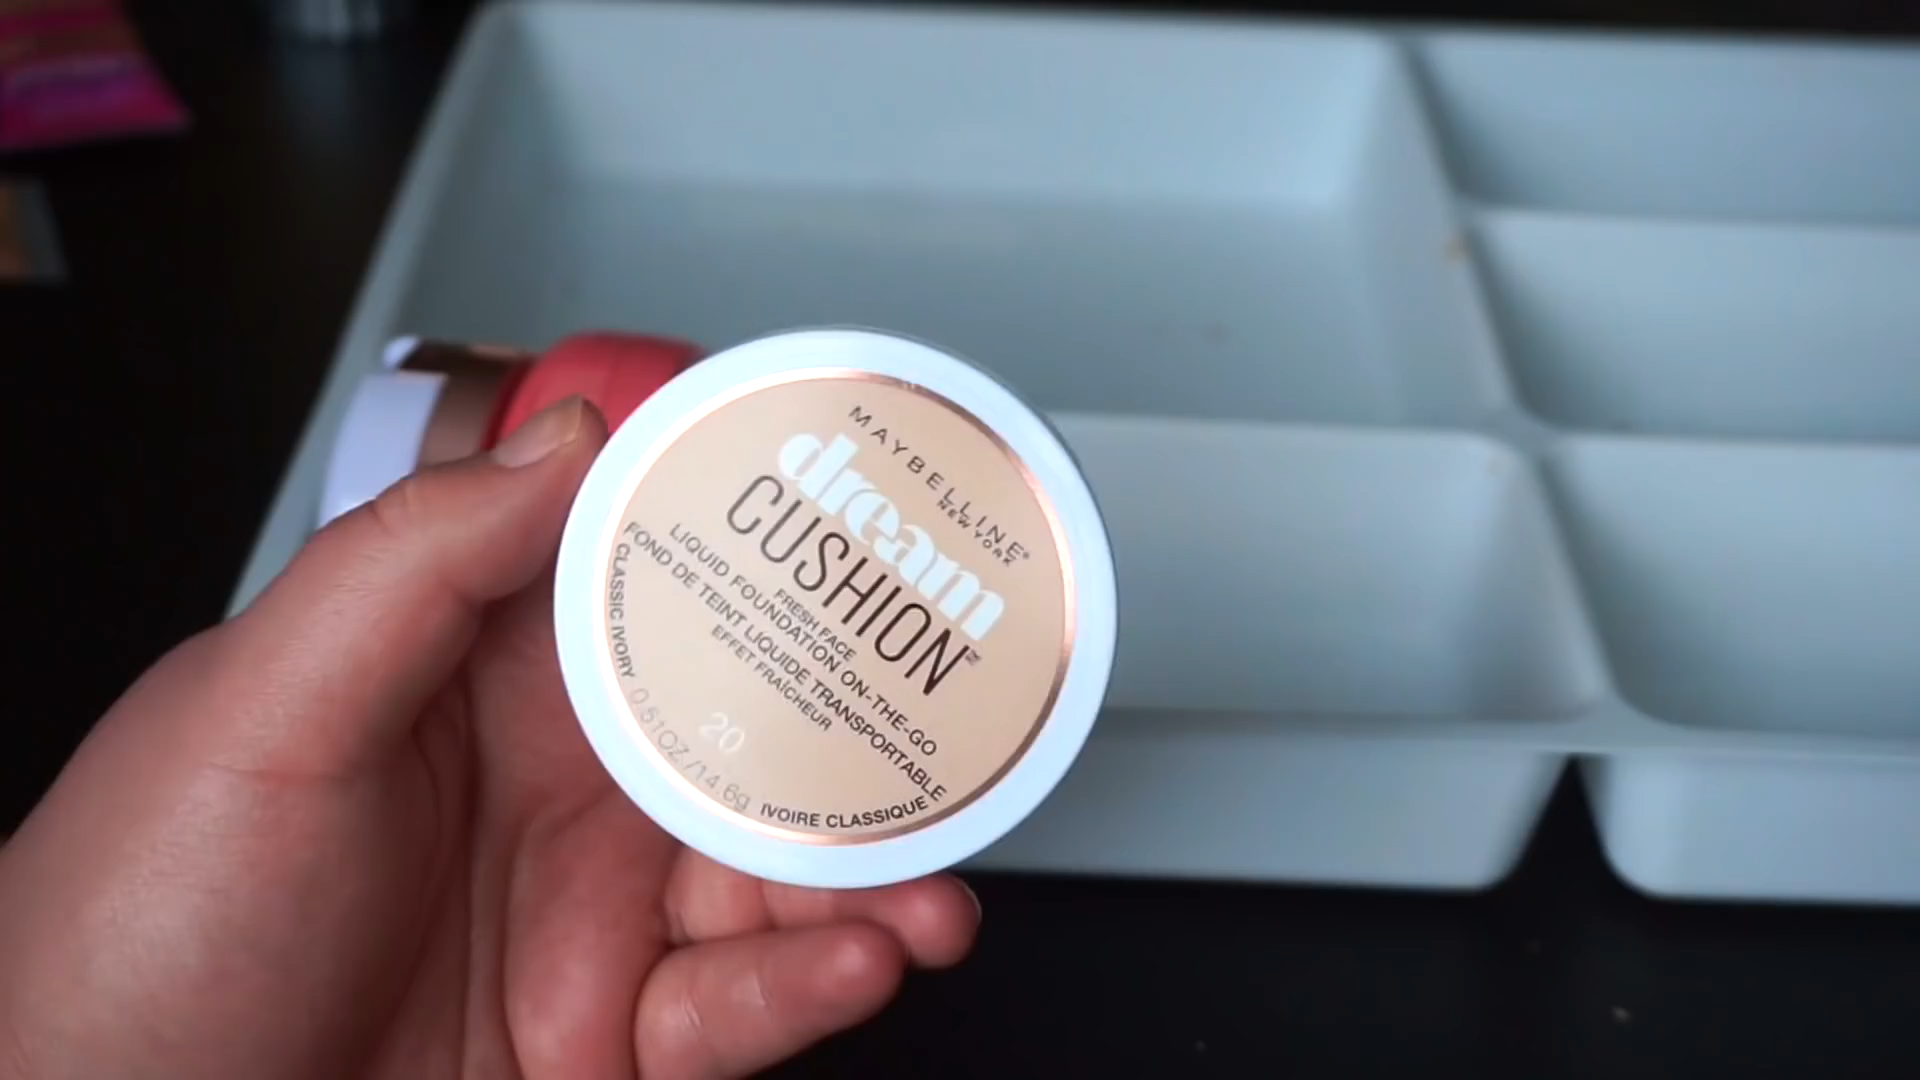 MAYBELLINE®
NEW YORK
dream
CUSHION™
FRESH FACE
LIQUID FOUNDATION ON-THE-GO
FOND DE TEINT LIQUIDE TRANSPORTABLE
EFFET FRAÎCHEUR
20
CLASSIC IVORY
0.51OZ/14.6g
IVOIRE CLASSIQUE